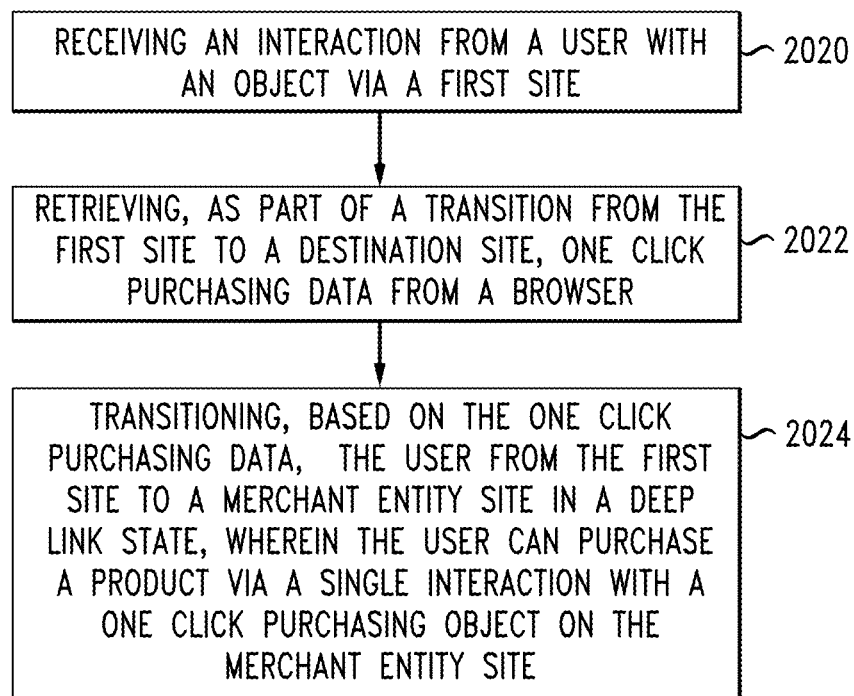 RECEIVING AN INTERACTION FROM A USER WITH
AN OBJECT VIA A FIRST SITE
2020
RETRIEVING, AS PART OF A TRANSITION FROM THE
FIRST SITE TO A DESTINATION SITE, ONE CLICK
PURCHASING DATA FROM A BROWSER
2022
TRANSITIONING, BASED ON THE ONE CLICK
PURCHASING DATA, THE USER FROM THE FIRST
SITE TO A MERCHANT ENTITY SITE IN A DEEP
LINK STATE, WHEREIN THE USER CAN PURCHASE
A PRODUCT VIA A SINGLE INTERACTION WITH A
ONE CLICK PURCHASING OBJECT ON THE
MERCHANT ENTITY SITE
2024